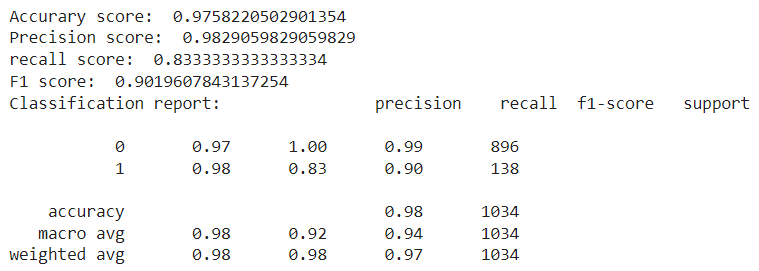 Accurary score:  0.9758220502901354
Precision score:  0.9829059829059829
recall score:  0.8333333333333334
F1 score:  0.9019607843137254
Classification report:               precision    recall  f1-score   support
           0       0.97      1.00      0.99       896
           1       0.98      0.83      0.90       138
    accuracy                           0.98      1034
   macro avg       0.98      0.92      0.94      1034
weighted avg       0.98      0.98      0.97      1034